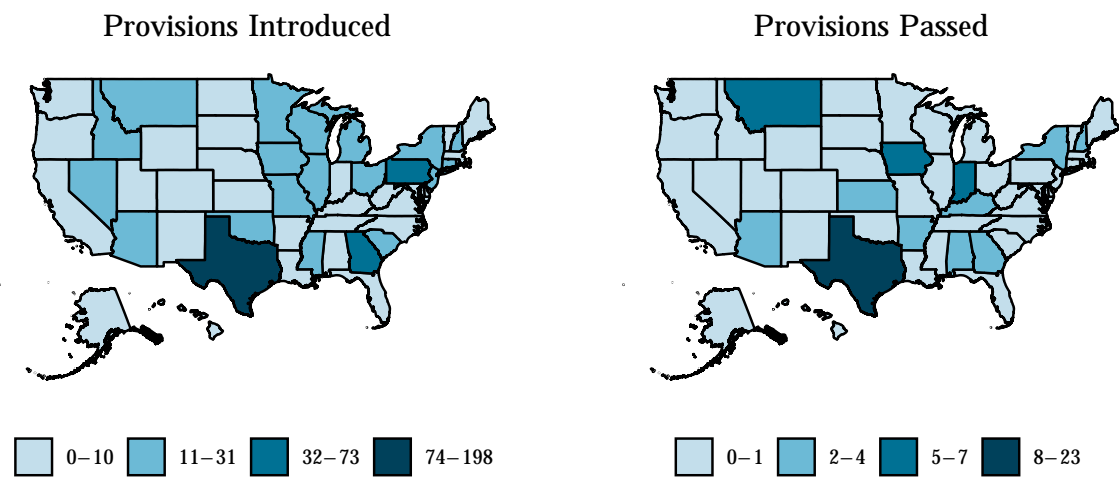 Provisions Introduced
Provisions Passed
0–10 11–31 32–73 74–198
0–1 2–4 5–7 8–23